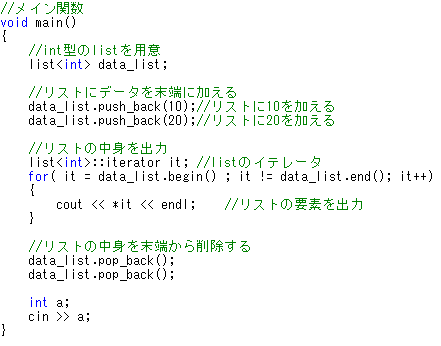 //メイン関数
void main()
{
    //int型のlistを用意
    list<int> data_list;

    //リストにデータを末端に加える
    data_list.push_back(10);//リストに10を加える
    data_list.push_back(20);//リストに20を加える

    //リストの中身を出力
    list<int>::iterator it; //listのイテレータ
    for( it = data_list.begin() ; it != data_list.end(); it++)
    {
        cout << *it << endl;    //リストの要素を出力
    }

    //リストの中身を末端から削除する
    data_list.pop_back();
    data_list.pop_back();

    int a;
    cin >> a;
}